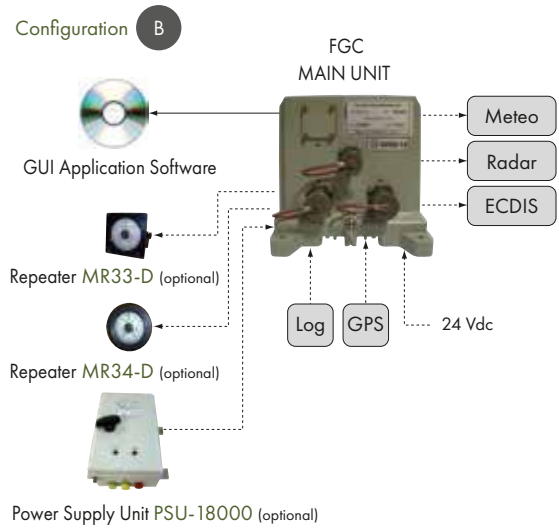 Configuration B
FGC
MAIN UNIT
GUI Application Software
Meteo
Radar
ECDIS
Repeater MR33-D (optional)
Log
GPS
24 Vdc
Repeater MR34-D (optional)
Power Supply Unit PSU-18000 (optional)